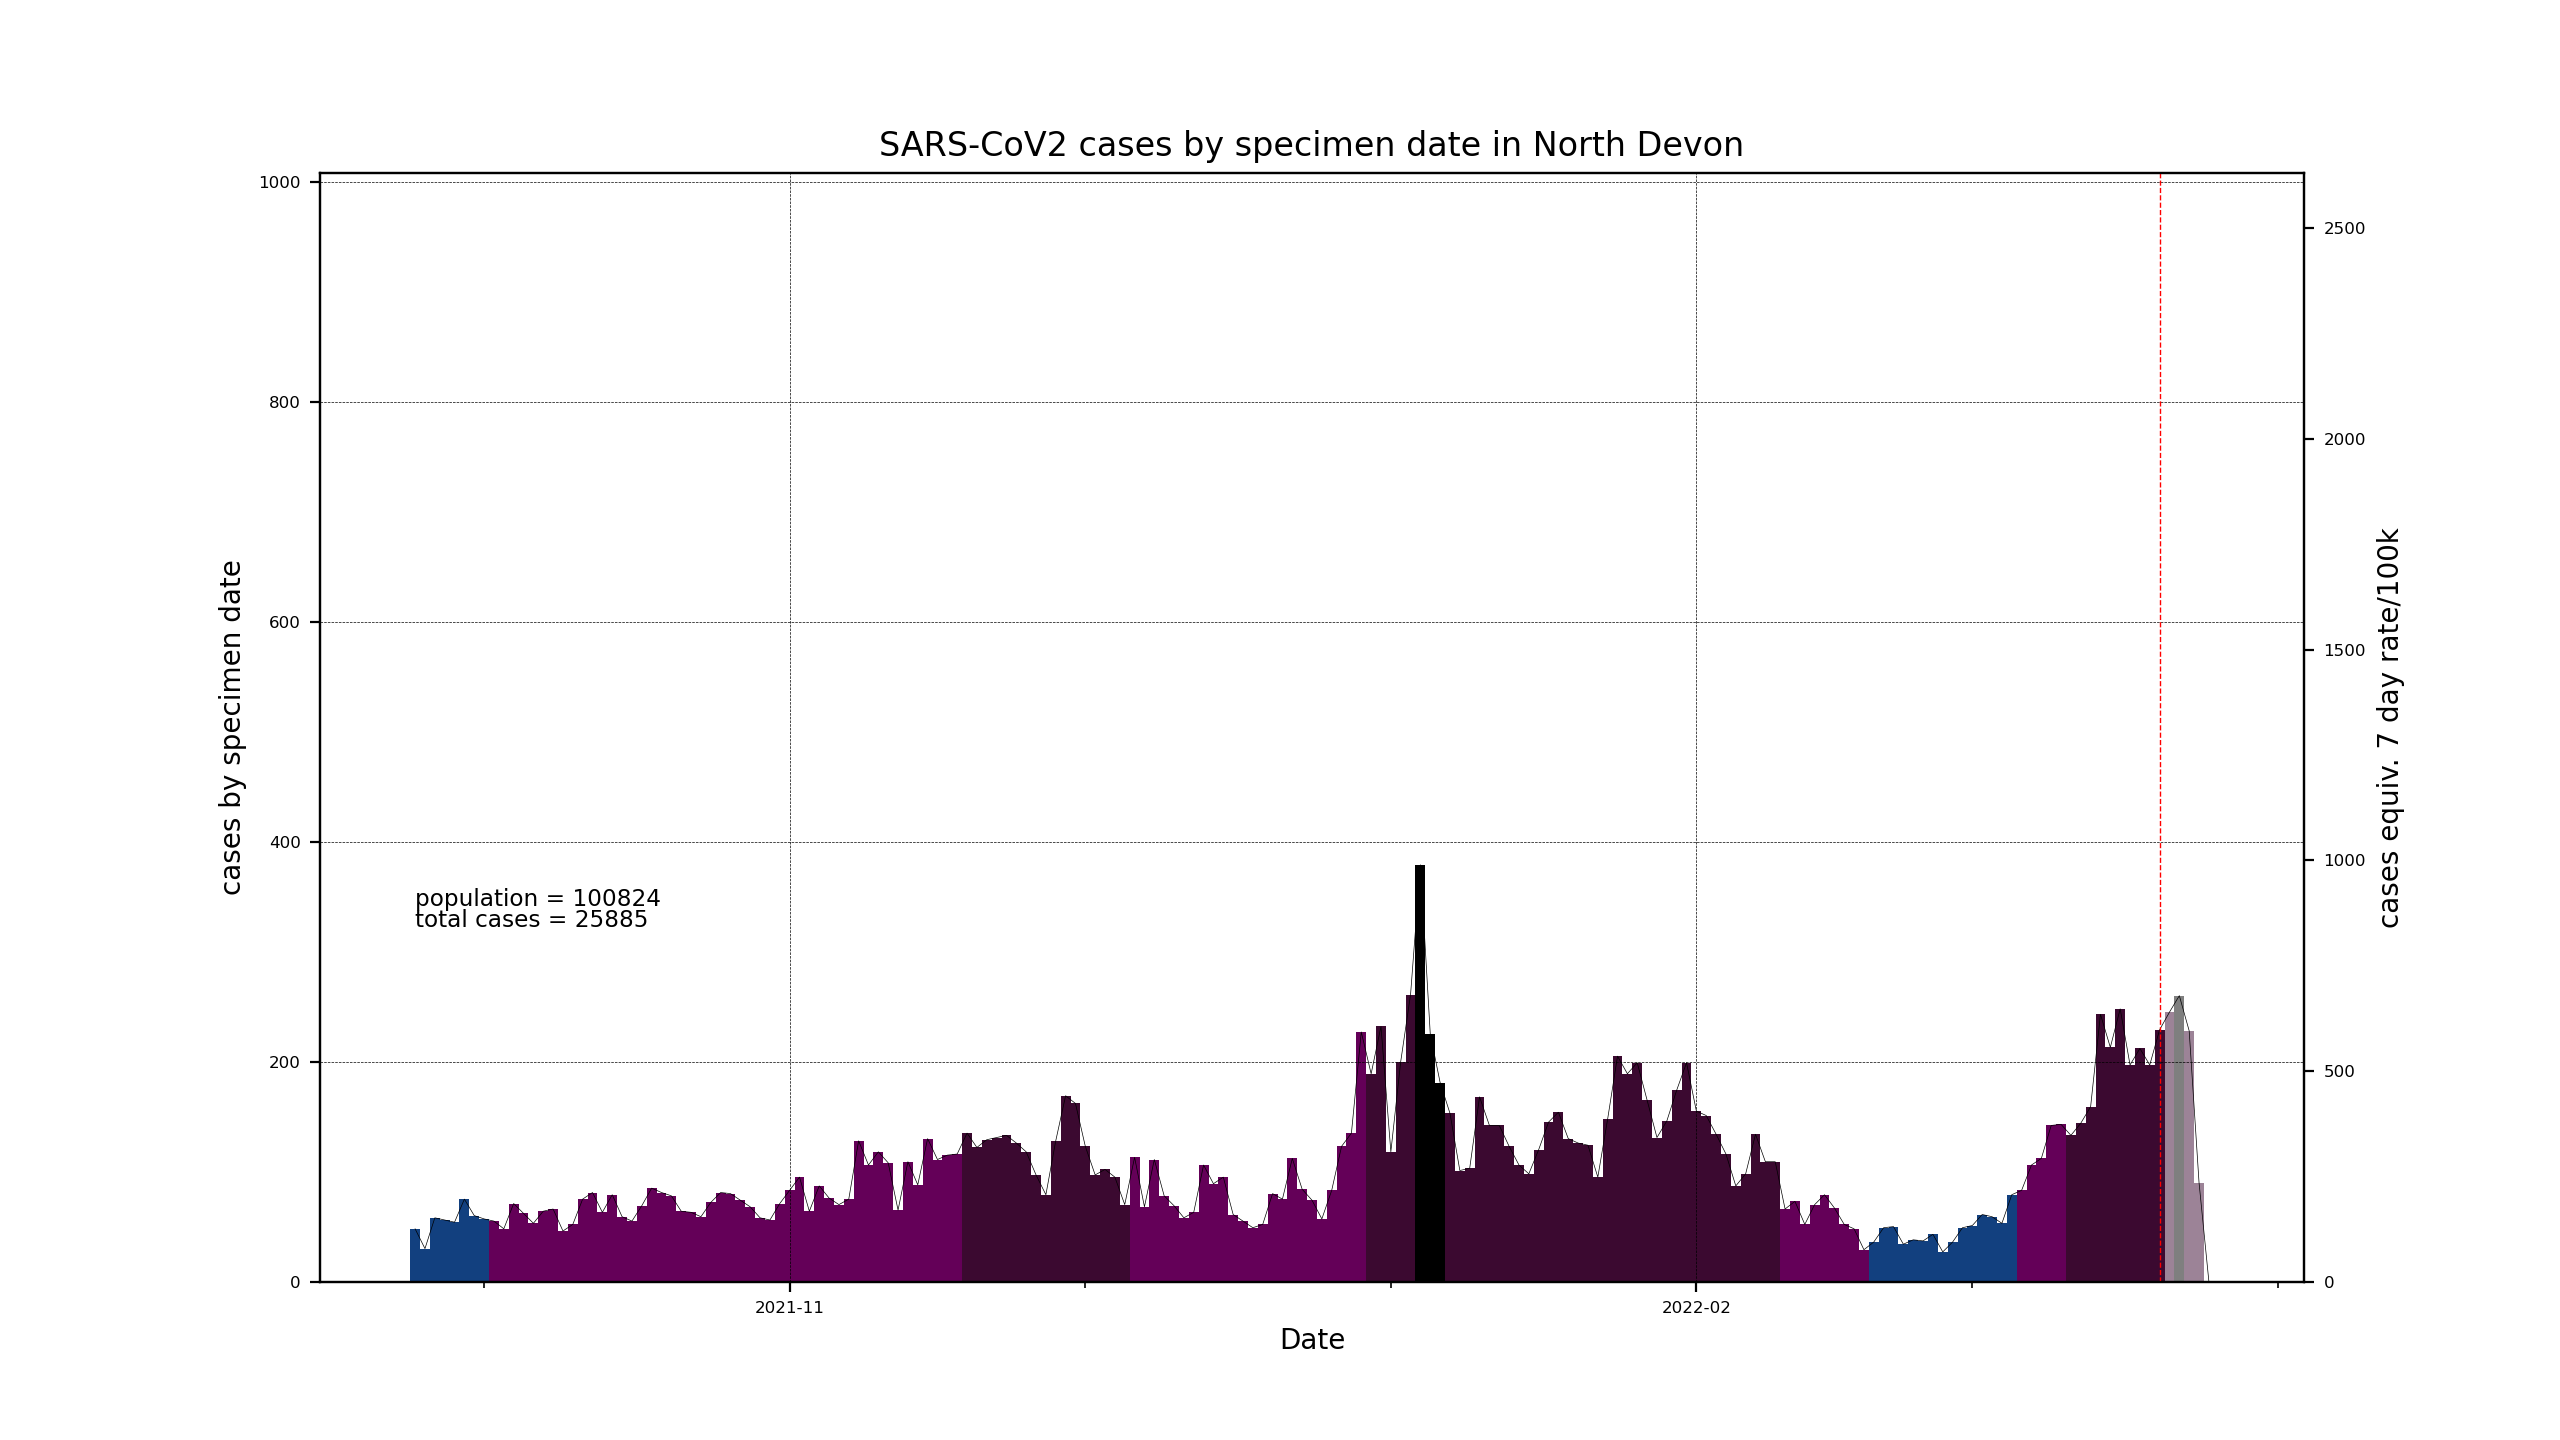 SARS-CoV2 cases by specimen date in North Devon
1000
800
600
400
200
0
cases by specimen date
population = 100824
total cases = 25885
2500
2000
1500
1000
500
0
cases equiv. 7 day rate/100k
2021-11
2022-02
Date